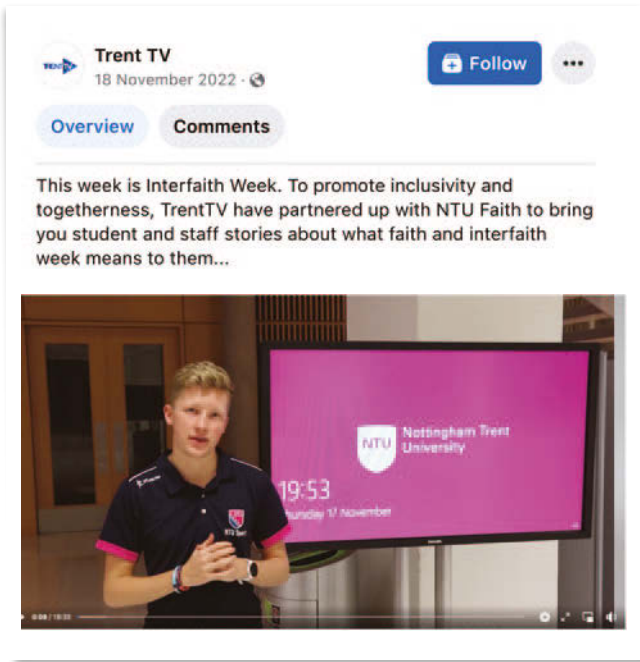 Trent TV
18 November 2022 ·
Follow
Overview
Comments
This week is Interfaith Week. To promote inclusivity and
togetherness, TrentTV have partnered up with NTU Faith to bring
you student and staff stories about what faith and interfaith
week means to them...
NTU
Nottingham Trent
University
19:53
Thursday 17 November